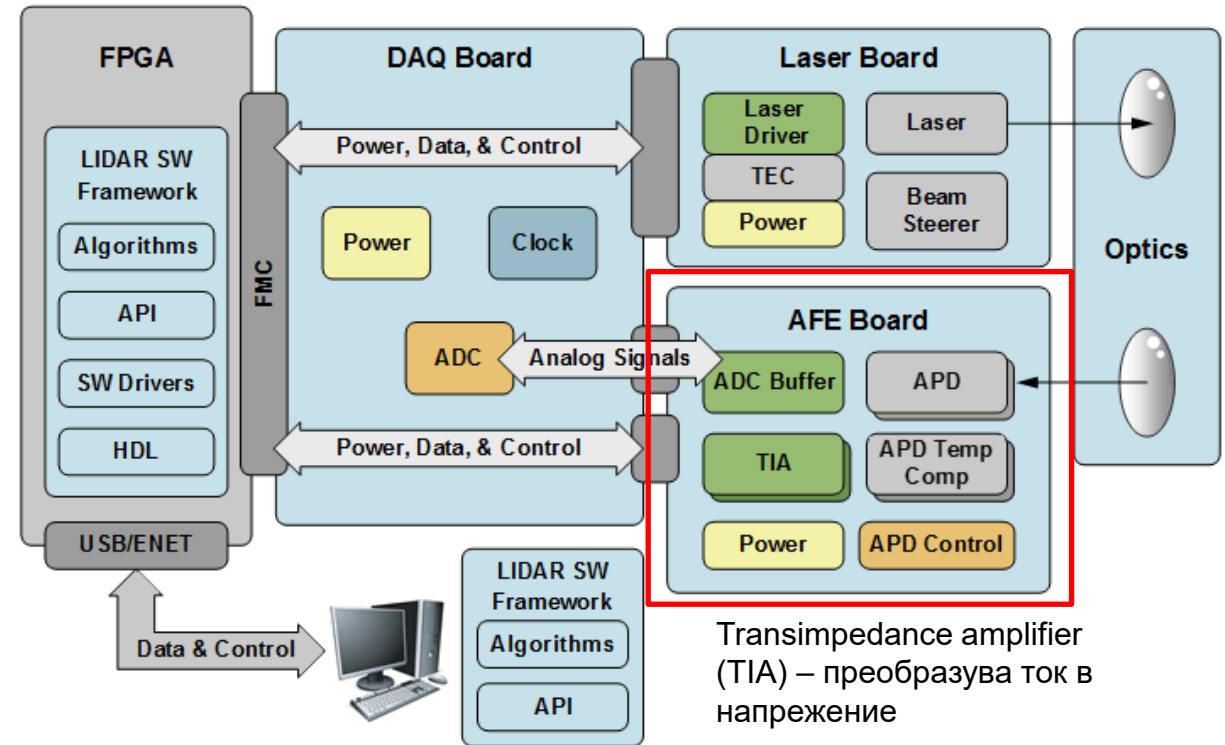 FPGA
LIDAR SW
Framework
Algorithms
API
SW Drivers
HDL
USB/ENET
FMC
DAQ Board
Power, Data, & Control
Power
Clock
ADC
Analog Signals
Power, Data, & Control
Laser Board
Laser
Driver
TEC
Power
Laser
Beam
Steerer
AFE Board
ADC Buffer
APD
TIA
APD Temp
Comp
Power
APD Control
Optics
Data & Control
LIDAR SW
Framework
Algorithms
API
Transimpedance amplifier
(TIA) – преобразува ток в
напрежение